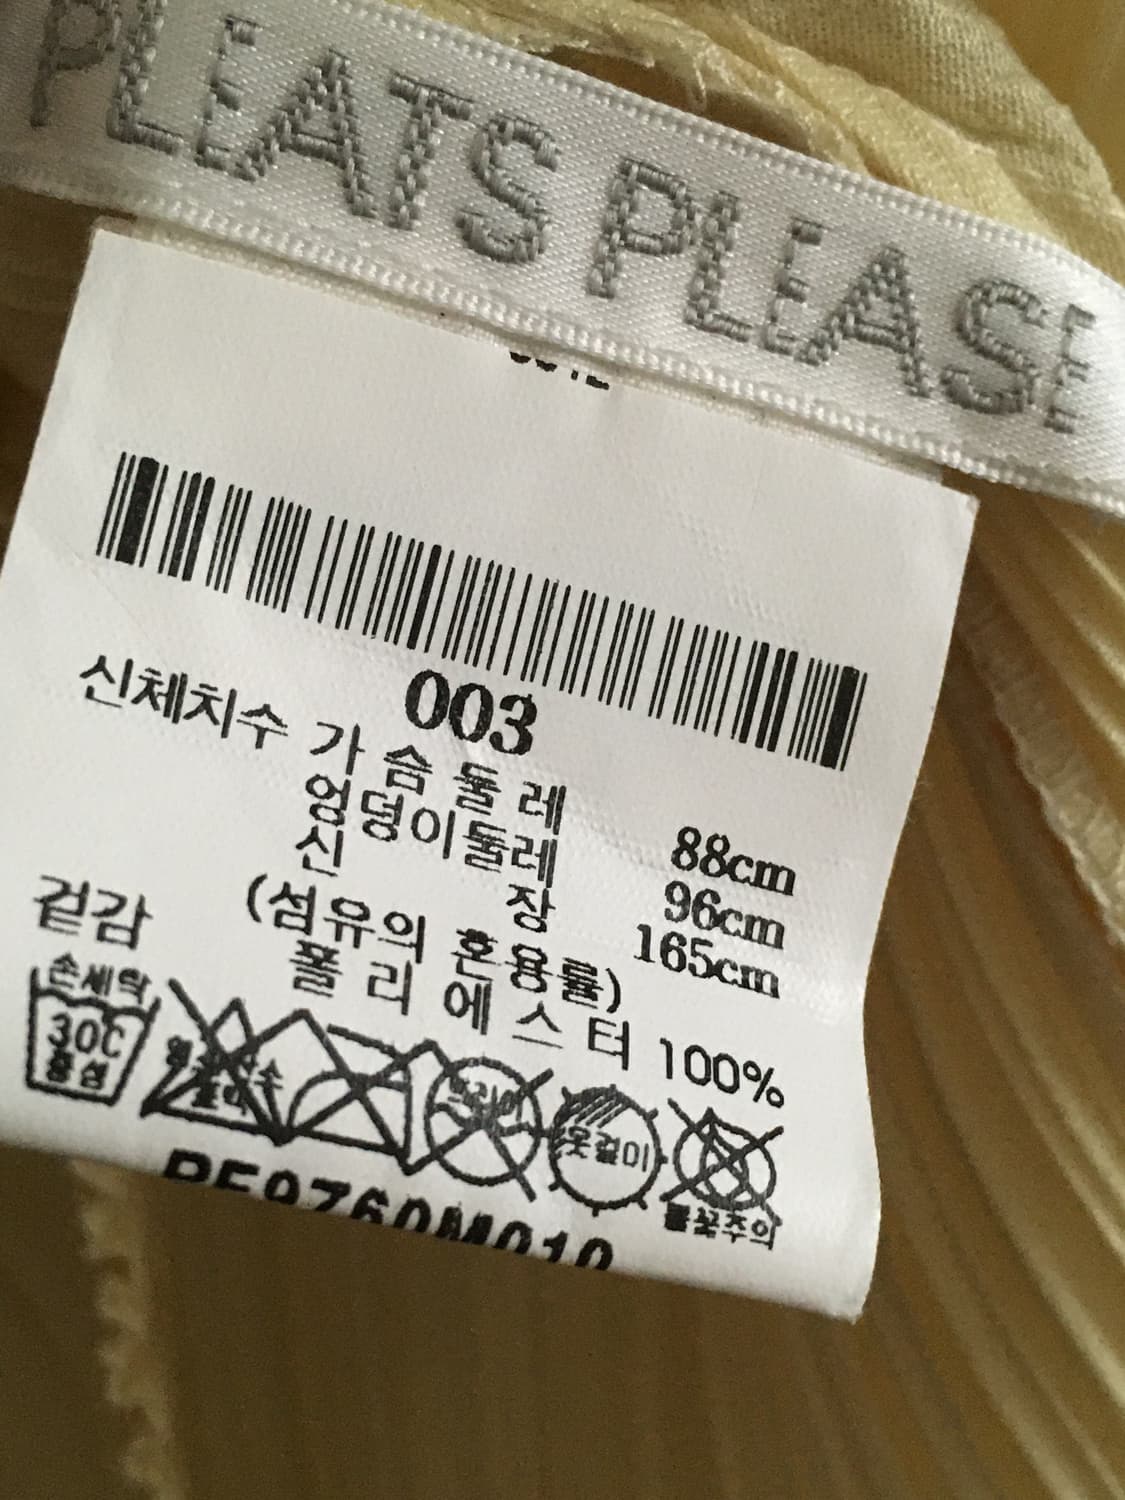 PLEATS PLEASE
003
신체치수 가슴둘레 88cm
엉덩이둘레 96cm
신장 165cm
(섬유의 혼용률)
겉감 폴리에스터 100%
손세탁
30C
중성
드라이
옷걸이
불꽃주의